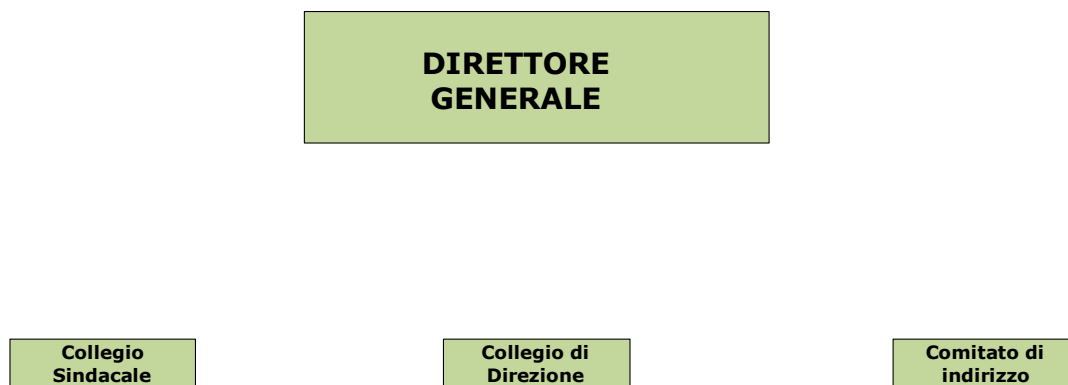 DIRETTORE
GENERALE
Collegio
Sindacale
Collegio di
Direzione
Comitato di
indirizzo